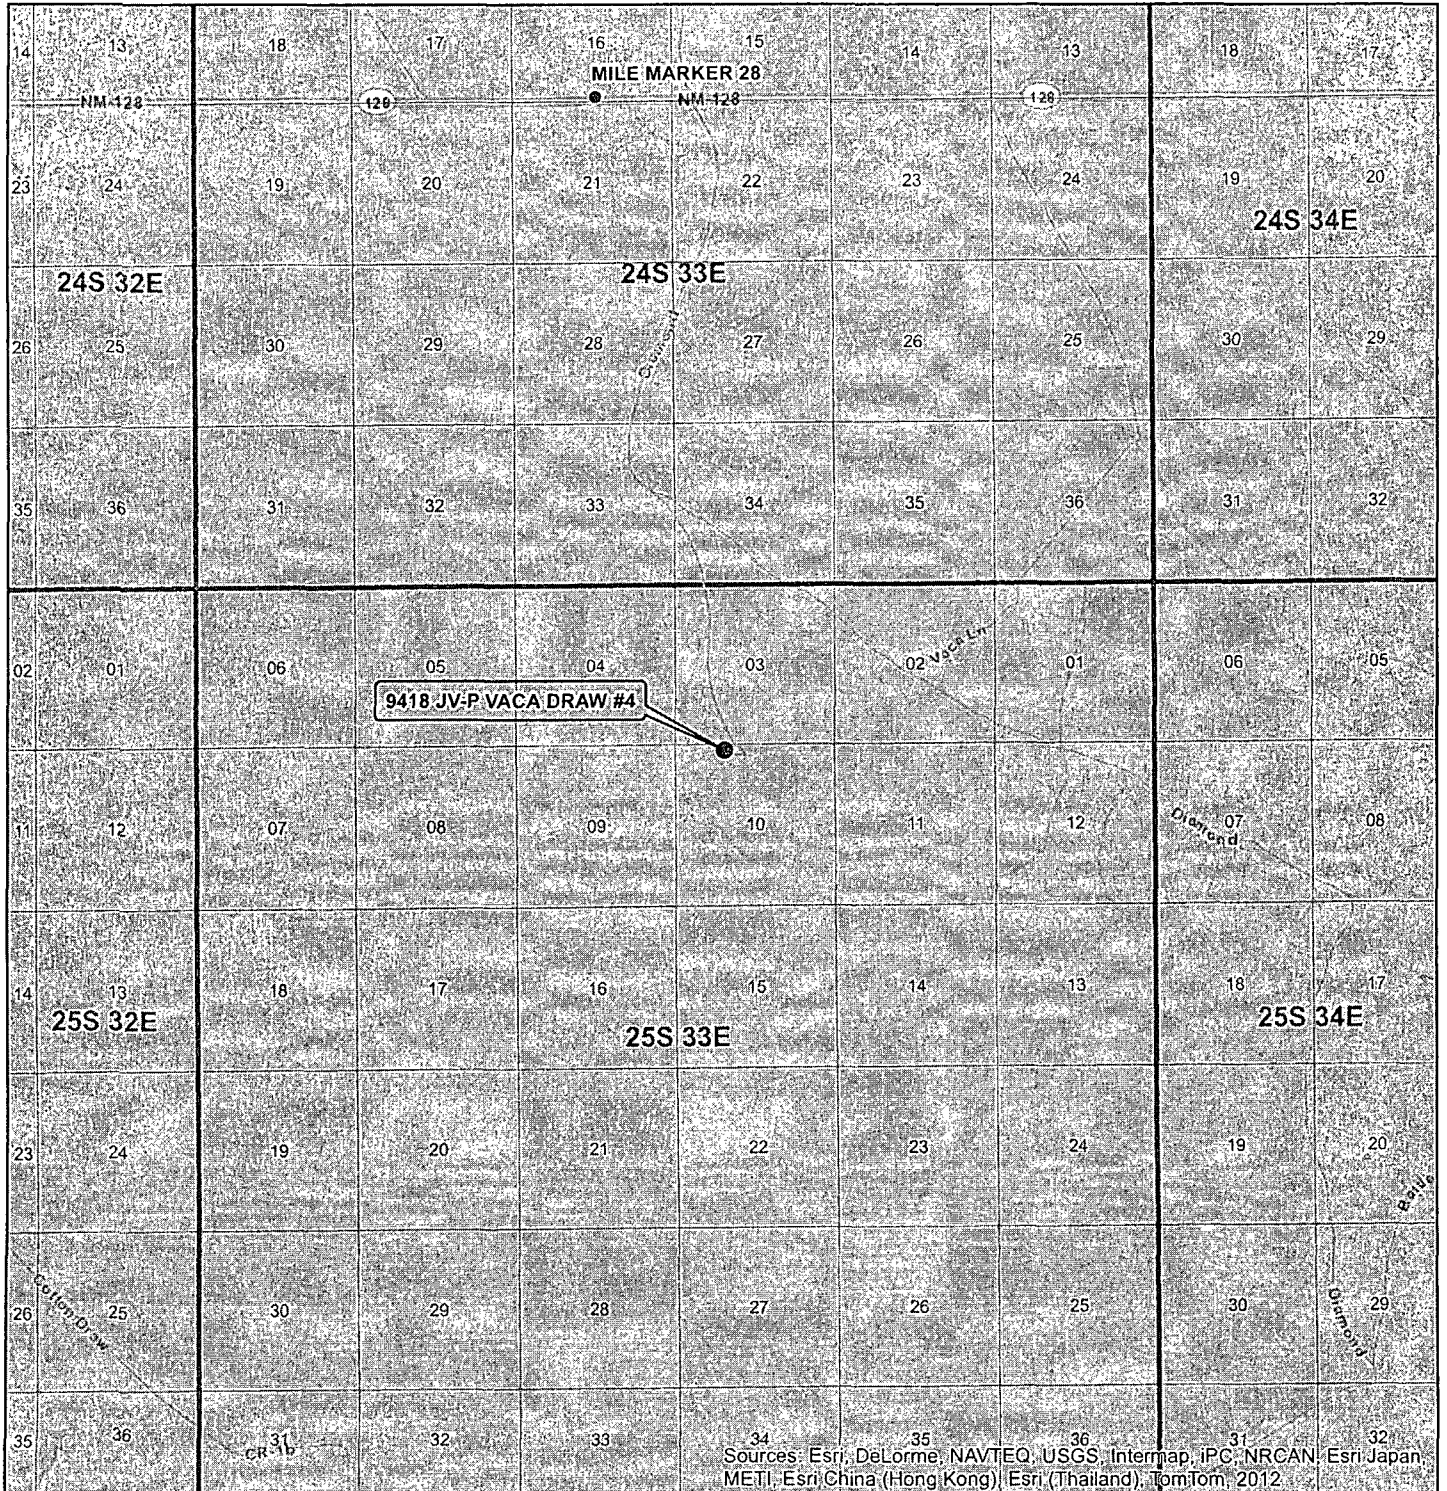 14 13 18 17 16 15 14 13 18 17
MILE MARKER 28
NM-128 128 NM-128 128
23 24 19 20 21 22 23 24 19 20
24S 34E
24S 32E 24S 33E
26 25 30 29 28 27 26 25 30 29
35 36 31 32 33 34 35 36 31 32
Vaca Ln
02 01 06 05 04 03 02 01 06 05
9418 JV-P VACA DRAW #4
Diamond
11 12 07 08 09 10 11 12 07 08
14 13 18 17 16 15 14 13 18 17
25S 32E 25S 33E 25S 34E
23 24 19 20 21 22 23 24 19 20
26 25 30 29 28 27 26 25 30 29
Cotton Draw
Diamond
35 36 31 32 33 34 35 36 31 32
Sources: Esri, DeLorme, NAVTEQ, USGS, Intermap, iPC, NRCAN, Esri Japan,
METI, Esri China (Hong Kong), Esri (Thailand), TomTom, 2012